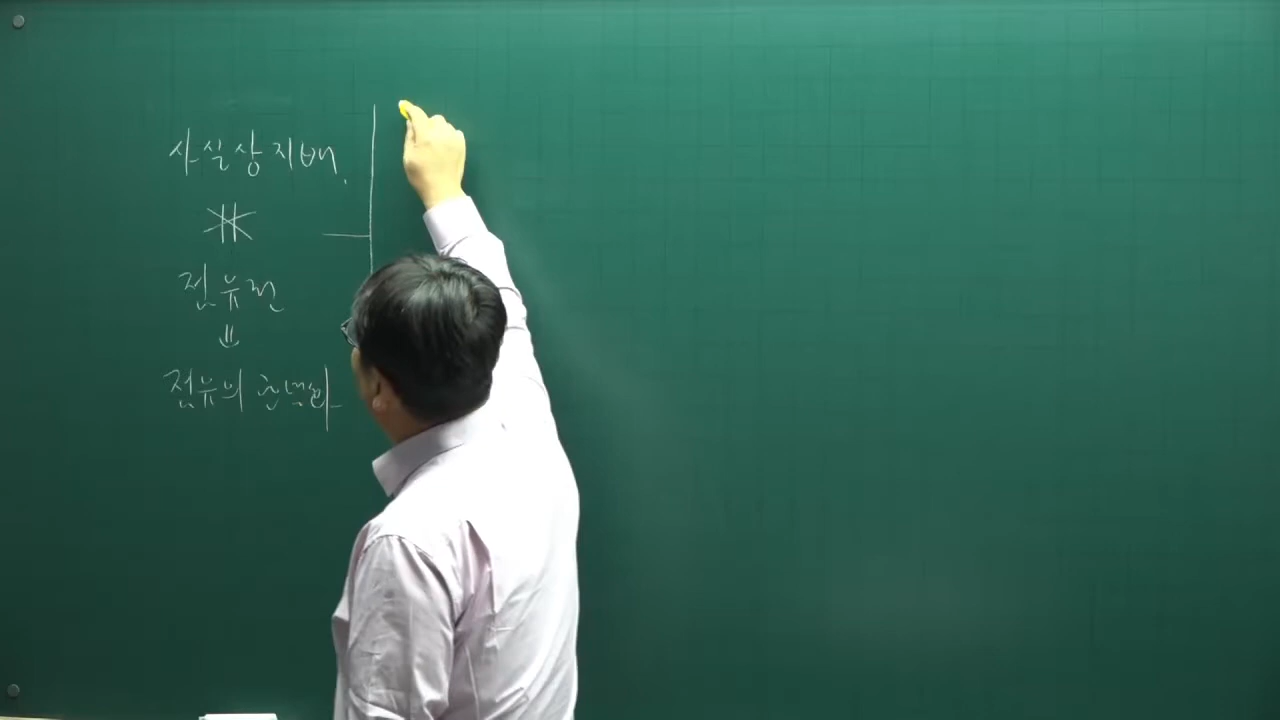 사실상 지배.
점유권
⇓
점유의 관념화